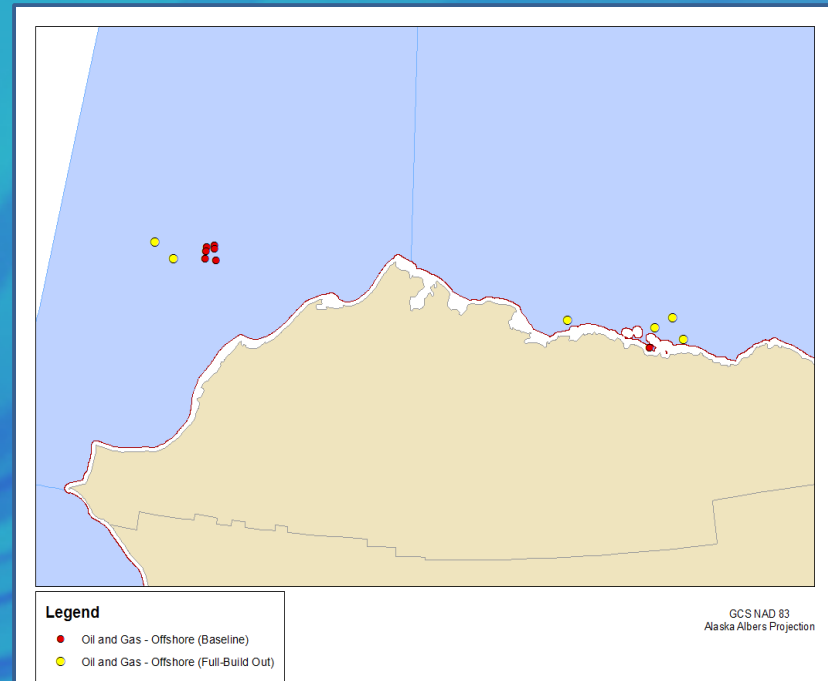 Legend
Oil and Gas - Offshore (Baseline)
Oil and Gas - Offshore (Full-Build Out)
GCS NAD 83
Alaska Albers Projection